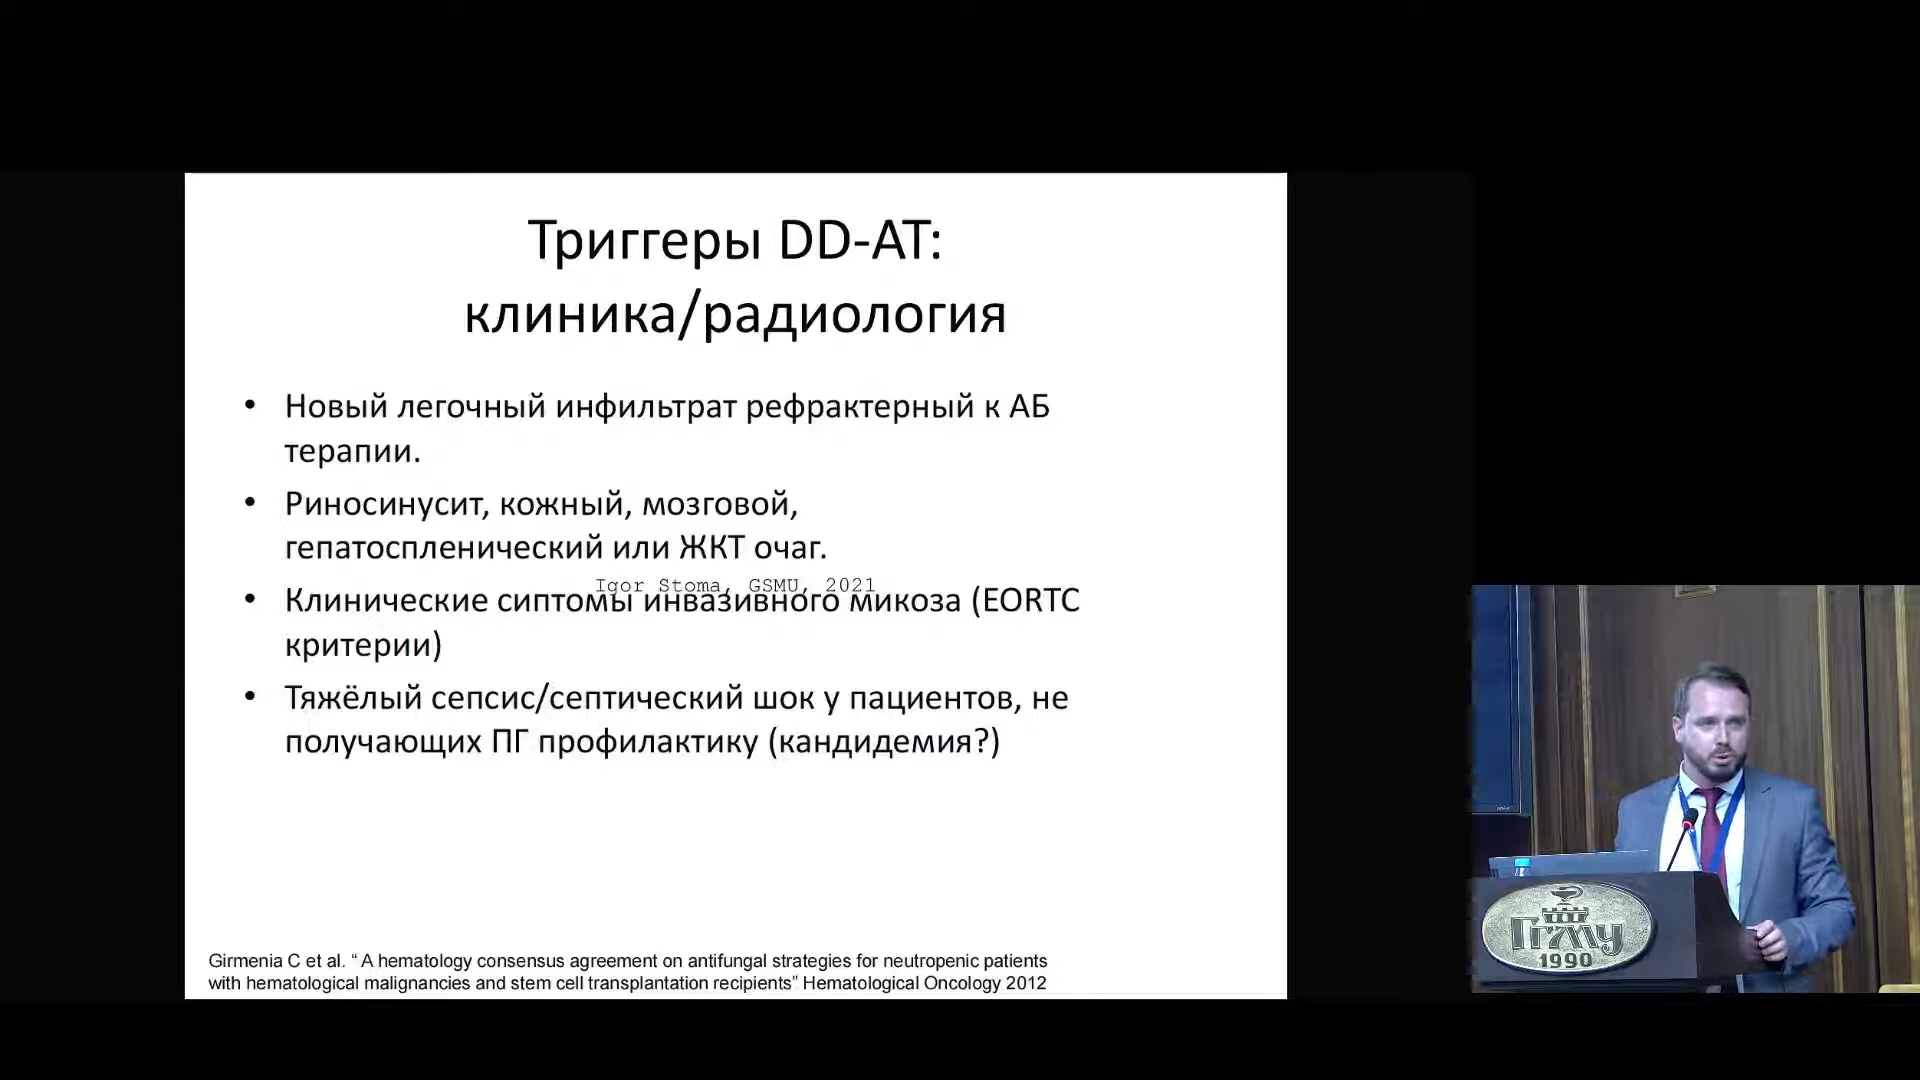 Триггеры DD-AT:
клиника/радиология
• Новый легочный инфильтрат рефрактерный к АБ
терапии.
• Риносинусит, кожный, мозговой,
гепатоспленический или ЖКТ очаг.
Igor Stoma, GSMU, 2021
• Клинические сиптомы инвазивного микоза (EORTC
критерии)
• Тяжёлый сепсис/септический шок у пациентов, не
получающих ПГ профилактику (кандидемия?)
Girmenia C et al. “ A hematology consensus agreement on antifungal strategies for neutropenic patients
with hematological malignancies and stem cell transplantation recipients” Hematological Oncology 2012
ГГМУ
1990